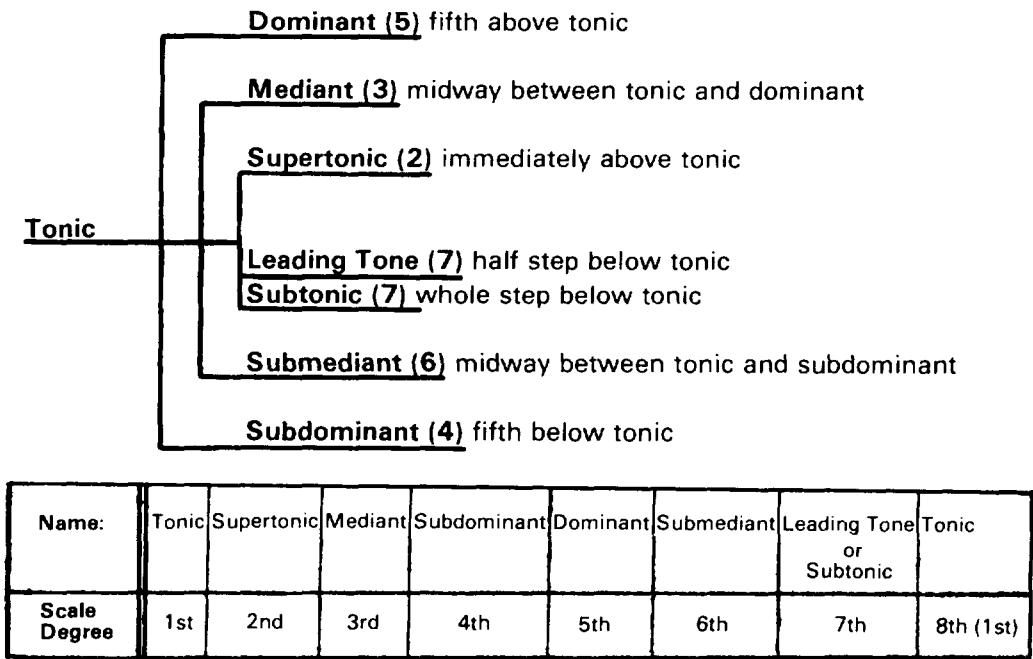 Dominant (5) fifth above tonic
Mediant (3) midway between tonic and dominant
Supertonic (2) immediately above tonic
Tonic
Leading Tone (7) half step below tonic
Subtonic (7) whole step below tonic
Submediant (6) midway between tonic and subdominant
Subdominant (4) fifth below tonic
Name: Tonic Supertonic Mediant Subdominant Dominant Submediant Leading Tone Tonic
or
Subtonic
Scale
Degree 1st 2nd 3rd 4th 5th 6th 7th 8th (1st)